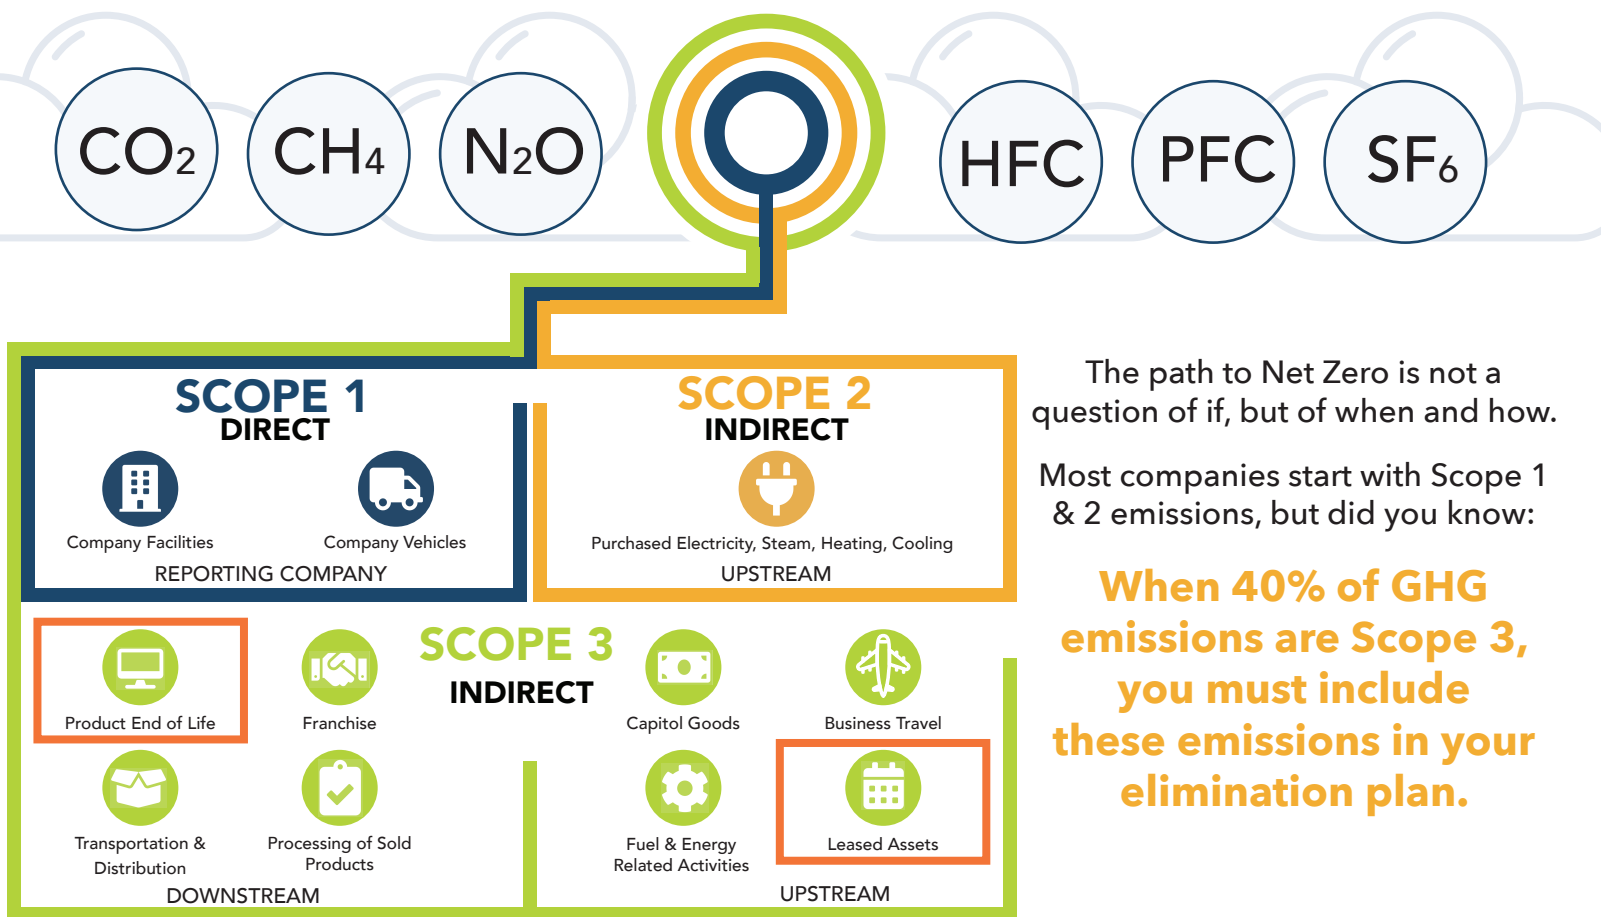 CO2
CH4
N2O
HFC
PFC
SF6
SCOPE 1
DIRECT
Company Facilities
Company Vehicles
REPORTING COMPANY
SCOPE 2
INDIRECT
Purchased Electricity, Steam, Heating, Cooling
UPSTREAM
SCOPE 3
INDIRECT
Product End of Life
Franchise
Transportation &
Distribution
Processing of Sold
Products
DOWNSTREAM
Capitol Goods
Business Travel
Fuel & Energy
Related Activities
Leased Assets
UPSTREAM
The path to Net Zero is not a
question of if, but of when and how.
Most companies start with Scope 1
& 2 emissions, but did you know:
When 40% of GHG
emissions are Scope 3,
you must include
these emissions in your
elimination plan.